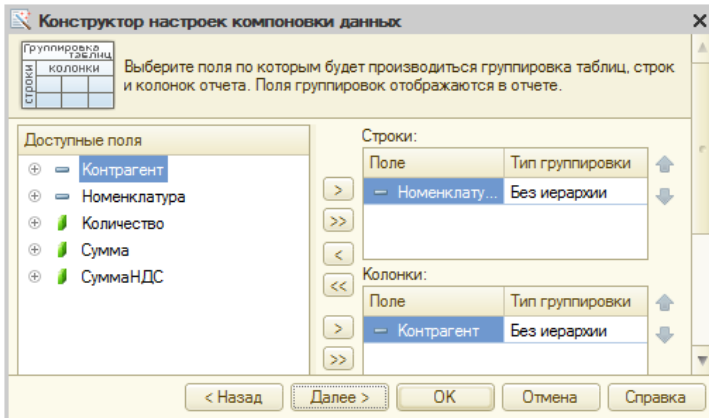 Конструктор настроек компоновки данных
Группировка
таблиц
строки
колонки
Выберите поля по которым будет производиться группировка таблиц, строк
и колонок отчета. Поля группировок отображаются в отчете.
Доступные поля
Контрагент
Номенклатура
Количество
Сумма
СуммаНДС
>
>>
<
<<
>
>>
Строки:
Поле Тип группировки
Номенклату... Без иерархии
Колонки:
Поле Тип группировки
Контрагент Без иерархии
< Назад Далее > ОК Отмена Справка